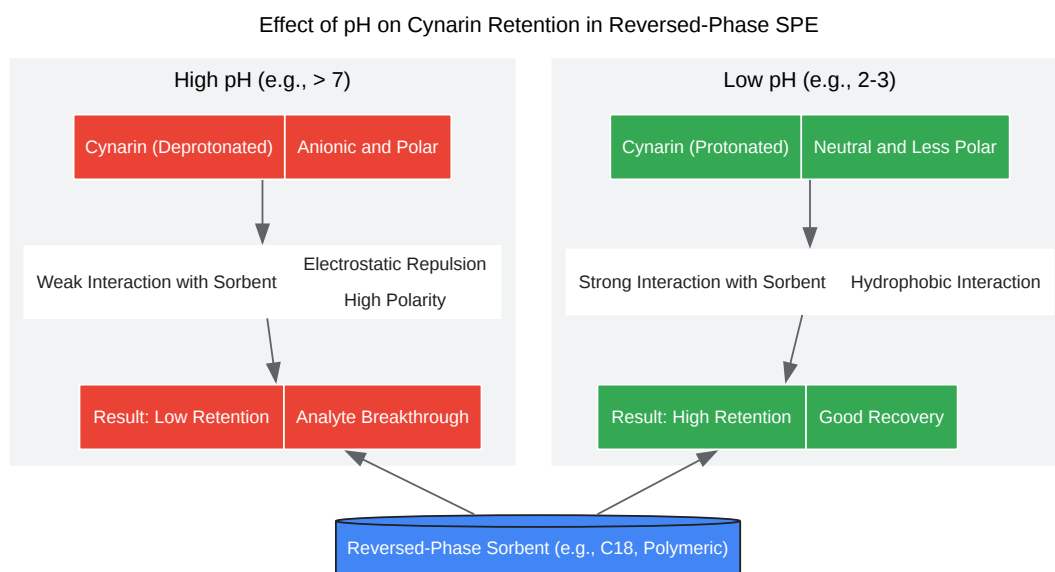 Effect of pH on Cynarin Retention in Reversed-Phase SPE
High pH (e.g., > 7)
Cynarin (Deprotonated)
Anionic and Polar
Weak Interaction with Sorbent
Electrostatic Repulsion
High Polarity
Result: Low Retention
Analyte Breakthrough
Low pH (e.g., 2-3)
Cynarin (Protonated)
Neutral and Less Polar
Strong Interaction with Sorbent
Hydrophobic Interaction
Result: High Retention
Good Recovery
Reversed-Phase Sorbent (e.g., C18, Polymeric)